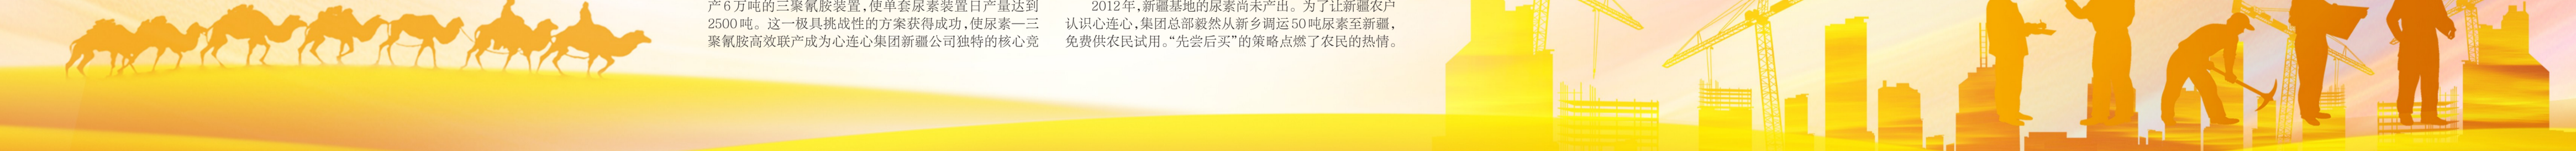 产6万吨的三聚氰胺装置，使单套尿素装置日产量达到
2500吨。这一极具挑战性的方案获得成功，使尿素—三
聚氰胺高效联产成为心连心集团新疆公司独特的核心竞
2012年，新疆基地的尿素尚未产出。为了让新疆农户
认识心连心，集团总部毅然从新乡调运50吨尿素至新疆，
免费供农民试用。“先尝后买”的策略点燃了农民的热情。